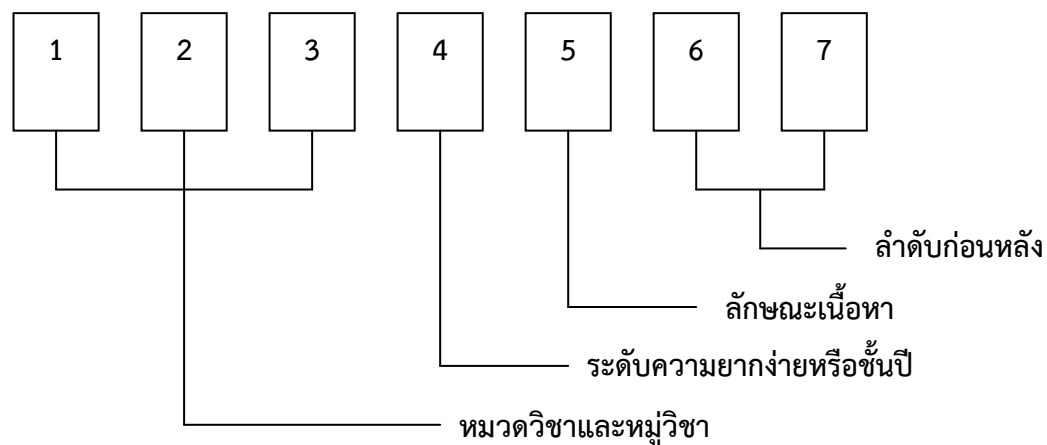 1 2 3 4 5 6 7
ลำดับก่อนหลัง
ลักษณะเนื้อหา
ระดับความยากง่ายหรือชั้นปี
หมวดวิชาและหมู่วิชา